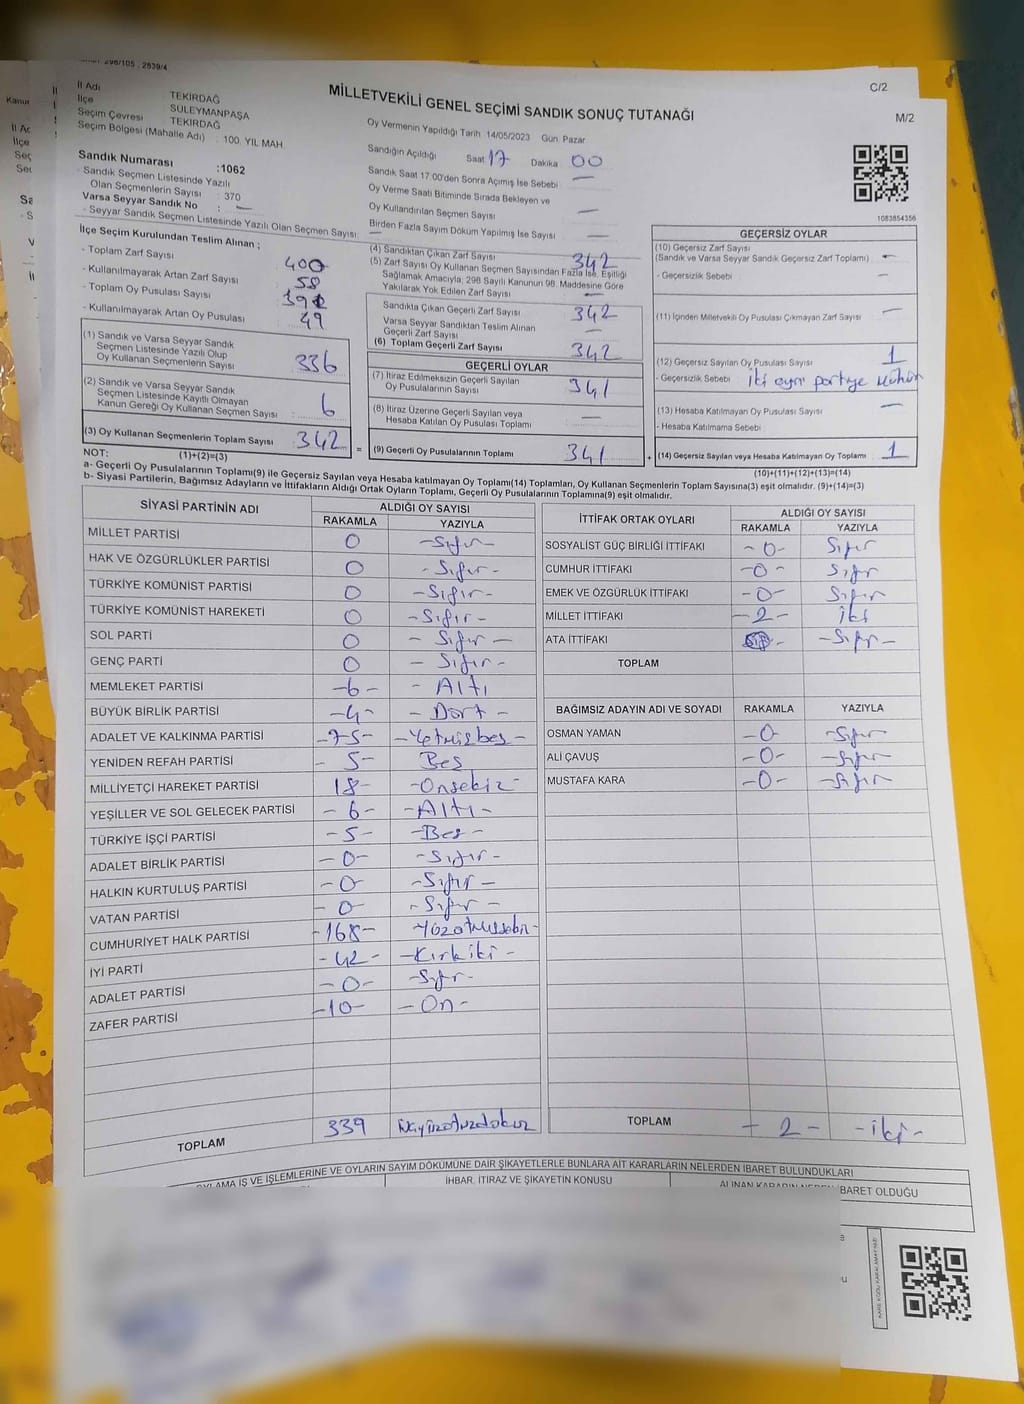 298/105 : 2839/4
C/2
MİLLETVEKİLİ GENEL SEÇİMİ SANDIK SONUÇ TUTANAĞI
M/2
İl Adı TEKİRDAĞ
İlçe SÜLEYMANPAŞA
Seçim Çevresi TEKİRDAĞ
Seçim Bölgesi (Mahalle Adı) : 100. YIL MAH.
Sandık Numarası :1062
- Sandık Seçmen Listesinde Yazılı
Olan Seçmenlerin Sayısı : 370
Varsa Seyyar Sandık No : —
- Seyyar Sandık Seçmen Listesinde Yazılı Olan Seçmen Sayısı: —
İlçe Seçim Kurulundan Teslim Alınan ;
- Toplam Zarf Sayısı 400
- Kullanılmayarak Artan Zarf Sayısı 58
- Toplam Oy Pusulası Sayısı
- Kullanılmayarak Artan Oy Pusulası 49
(1) Sandık ve Varsa Seyyar Sandık
Seçmen Listesinde Yazılı Olup
Oy Kullanan Seçmenlerin Sayısı 336
(2) Sandık ve Varsa Seyyar Sandık
Seçmen Listesinde Kayıtlı Olmayan
Kanun Gereği Oy Kullanan Seçmen Sayısı : 6
(3) Oy Kullanan Seçmenlerin Toplam Sayısı 342
Oy Vermenin Yapıldığı Tarih 14/05/2023 Gün Pazar
Sandığın Açıldığı Saat 17 Dakika 00
Sandık Saat 17:00'den Sonra Açımış İse Sebebi —
Oy Verme Saati Bitiminde Sırada Bekleyen ve
Oy Kullandırılan Seçmen Sayısı —
Birden Fazla Sayım Döküm Yapılmış İse Sayısı —
(4) Sandıktan Çıkan Zarf Sayısı 342
(5) Zarf Sayısı Oy Kullanan Seçmen Sayısından Fazla İse, Eşitliği
Sağlamak Amacıyla, 298 Sayılı Kanunun 98. Maddesine Göre
Yakılarak Yok Edilen Zarf Sayısı —
Sandıkta Çıkan Geçerli Zarf Sayısı 342
Varsa Seyyar Sandıktan Teslim Alınan
Geçerli Zarf Sayısı —
(6) Toplam Geçerli Zarf Sayısı 342
GEÇERLİ OYLAR
(7) İtiraz Edilmeksizin Geçerli Sayılan
Oy Pusulalarının Sayısı 341
(8) İtiraz Üzerine Geçerli Sayılan veya
Hesaba Katılan Oy Pusulası Toplamı —
= (9) Geçerli Oy Pusulalarının Toplamı 341
1083854356
GEÇERSİZ OYLAR
(10) Geçersiz Zarf Sayısı
(Sandık ve Varsa Seyyar Sandık Geçersiz Zarf Toplamı) —
- Geçersizlik Sebebi —
(11) İçinden Milletvekili Oy Pusulası Çıkmayan Zarf Sayısı —
(12) Geçersiz Sayılan Oy Pusulası Sayısı 1
- Geçersizlik Sebebi İki ayrı partiye mühür
(13) Hesaba Katılmayan Oy Pusulası Sayısı —
- Hesaba Katılmama Sebebi
+ (14) Geçersiz Sayılan veya Hesaba Katılmayan Oy Toplamı 1
NOT: (1)+(2)=(3)
(10)+(11)+(12)+(13)=(14)
a- Geçerli Oy Pusulalarının Toplamı(9) ile Geçersiz Sayılan veya Hesaba katılmayan Oy Toplamı(14) Toplamları, Oy Kullanan Seçmenlerin Toplam Sayısına(3) eşit olmalıdır. (9)+(14)=(3)
b- Siyasi Partilerin, Bağımsız Adayların ve İttifakların Aldığı Ortak Oyların Toplamı, Geçerli Oy Pusulalarının Toplamına(9) eşit olmalıdır.
SİYASİ PARTİNİN ADI ALDIĞI OY SAYISI
RAKAMLA YAZIYLA
MİLLET PARTİSİ 0 -Sıfır-
HAK VE ÖZGÜRLÜKLER PARTİSİ 0 -Sıfır-
TÜRKİYE KOMÜNİST PARTİSİ 0 -Sıfır-
TÜRKİYE KOMÜNİST HAREKETİ 0 -Sıfır-
SOL PARTİ 0 -Sıfır-
GENÇ PARTİ 0 -Sıfır-
MEMLEKET PARTİSİ -6- -Altı
BÜYÜK BİRLİK PARTİSİ -4- -Dört-
ADALET VE KALKINMA PARTİSİ -75- -Yetmişbeş-
YENİDEN REFAH PARTİSİ -5- Beş
MİLLİYETÇİ HAREKET PARTİSİ 18- -Onsekiz-
YEŞİLLER VE SOL GELECEK PARTİSİ -6- -Altı-
TÜRKİYE İŞÇİ PARTİSİ -5- -Beş-
ADALET BİRLİK PARTİSİ -0- -Sıfır-
HALKIN KURTULUŞ PARTİSİ -0- -Sıfır-
VATAN PARTİSİ -0- -Sıfır-
CUMHURİYET HALK PARTİSİ -168- Yüzatmışsekiz-
İYİ PARTİ -42- -Kırkiki-
ADALET PARTİSİ -0- -Sıfır-
ZAFER PARTİSİ -10- -On-
TOPLAM 339 üçyüzotuzdokuz
İTTİFAK ORTAK OYLARI ALDIĞI OY SAYISI
RAKAMLA YAZIYLA
SOSYALİST GÜÇ BİRLİĞİ İTTİFAKI -0- Sıfır
CUMHUR İTTİFAKI -0- Sıfır
EMEK VE ÖZGÜRLÜK İTTİFAKI -0- Sıfır
MİLLET İTTİFAKI -2- İki
ATA İTTİFAKI -Sıfır-
TOPLAM
BAĞIMSIZ ADAYIN ADI VE SOYADI RAKAMLA YAZIYLA
OSMAN YAMAN -0- -Sıfır
ALİ ÇAVUŞ -0- -Sıfır
MUSTAFA KARA -0- -Sıfır
TOPLAM -2- -iki-
OYLAMA İŞ VE İŞLEMLERİNE VE OYLARIN SAYIM DÖKÜMÜNE DAİR ŞİKAYETLERLE BUNLARA AİT KARARLARIN NELERDEN İBARET BULUNDUKLARI
İHBAR, İTİRAZ VE ŞİKAYETİN KONUSU
ALINAN KARARIN NEDEN İBARET OLDUĞU